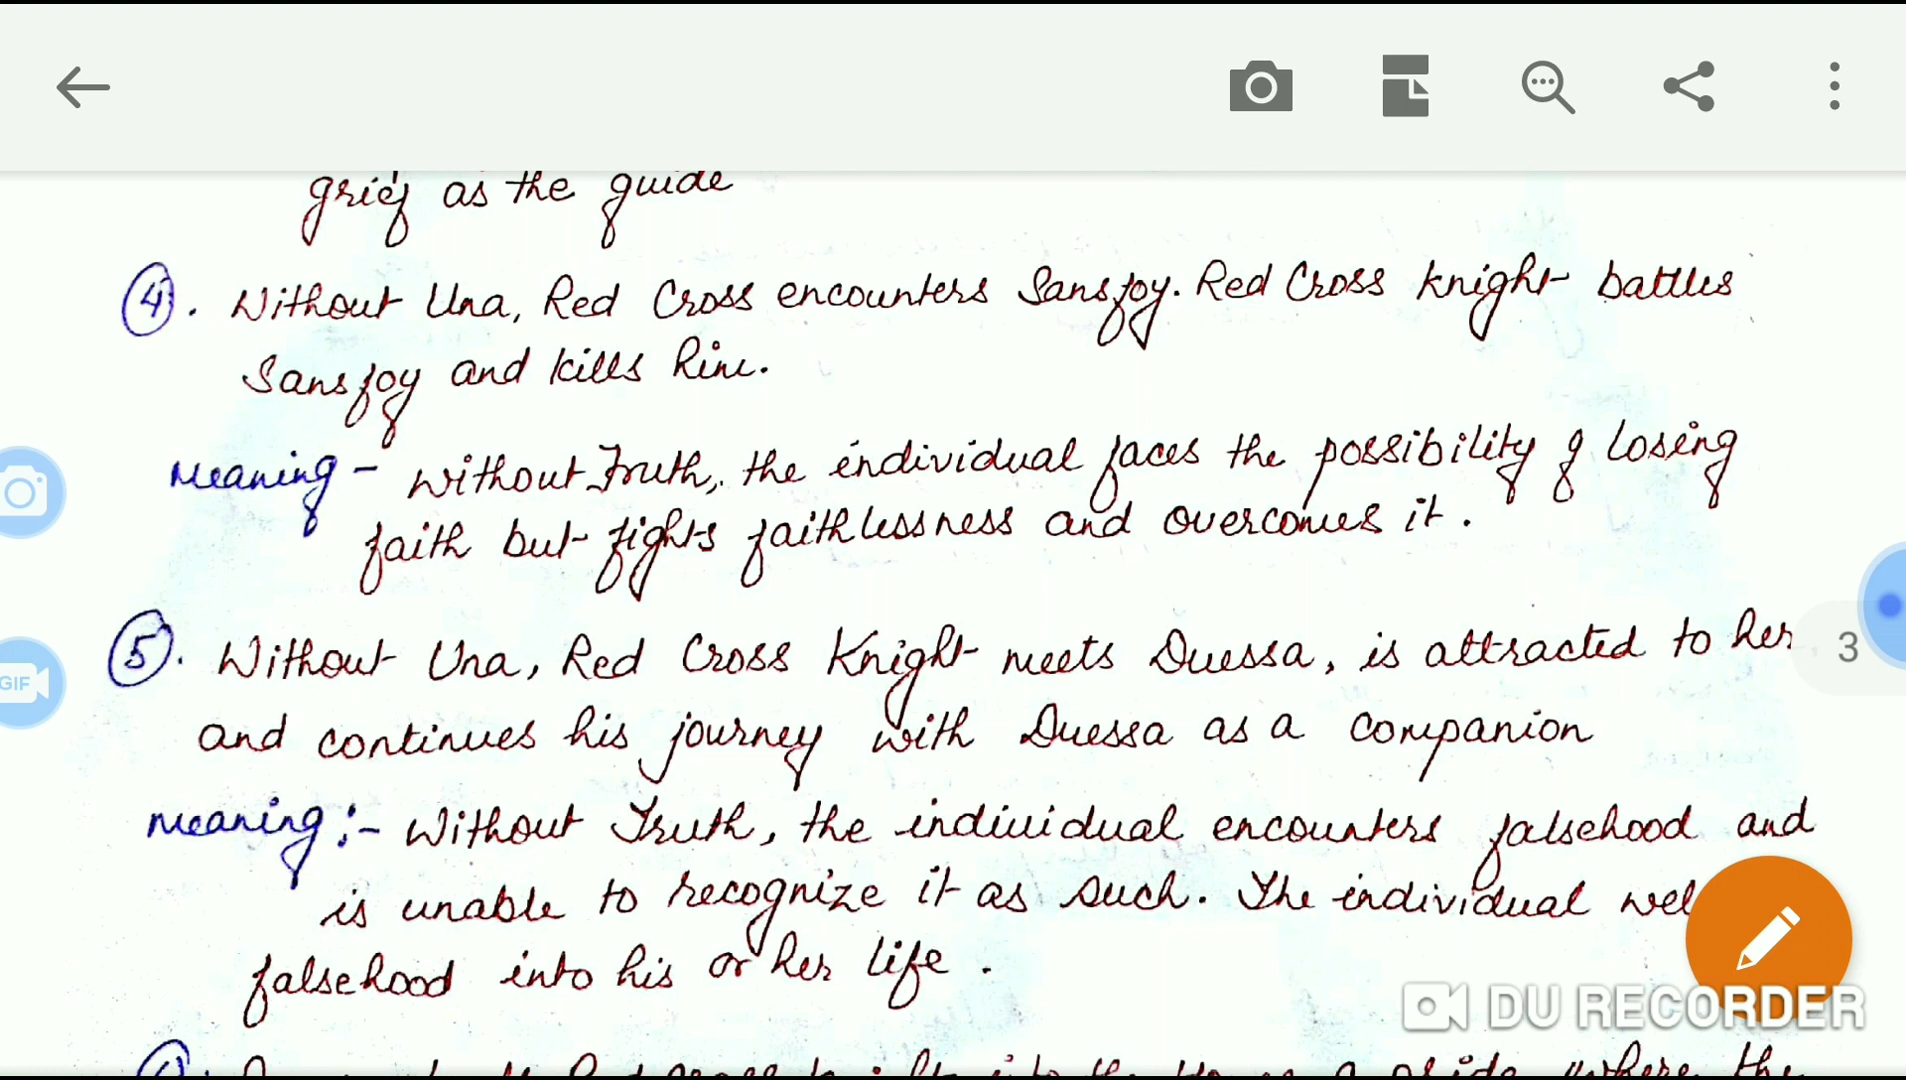 grief as the guide
4. Without Una, Red Cross encounters Sansjoy. Red Cross Knight battles
Sansjoy and kills him.
Meaning - Without Truth, the individual faces the possibility of losing
faith but fights faithlessness and overcomes it.
5. Without Una, Red Cross Knight meets Duessa, is attracted to her,
3
and continues his journey with Duessa as a companion
GIF
Meaning :- Without Truth, the individual encounters falsehood and
is unable to recognize it as such. The individual wel
falsehood into his or her life.
DU RECORDER
the